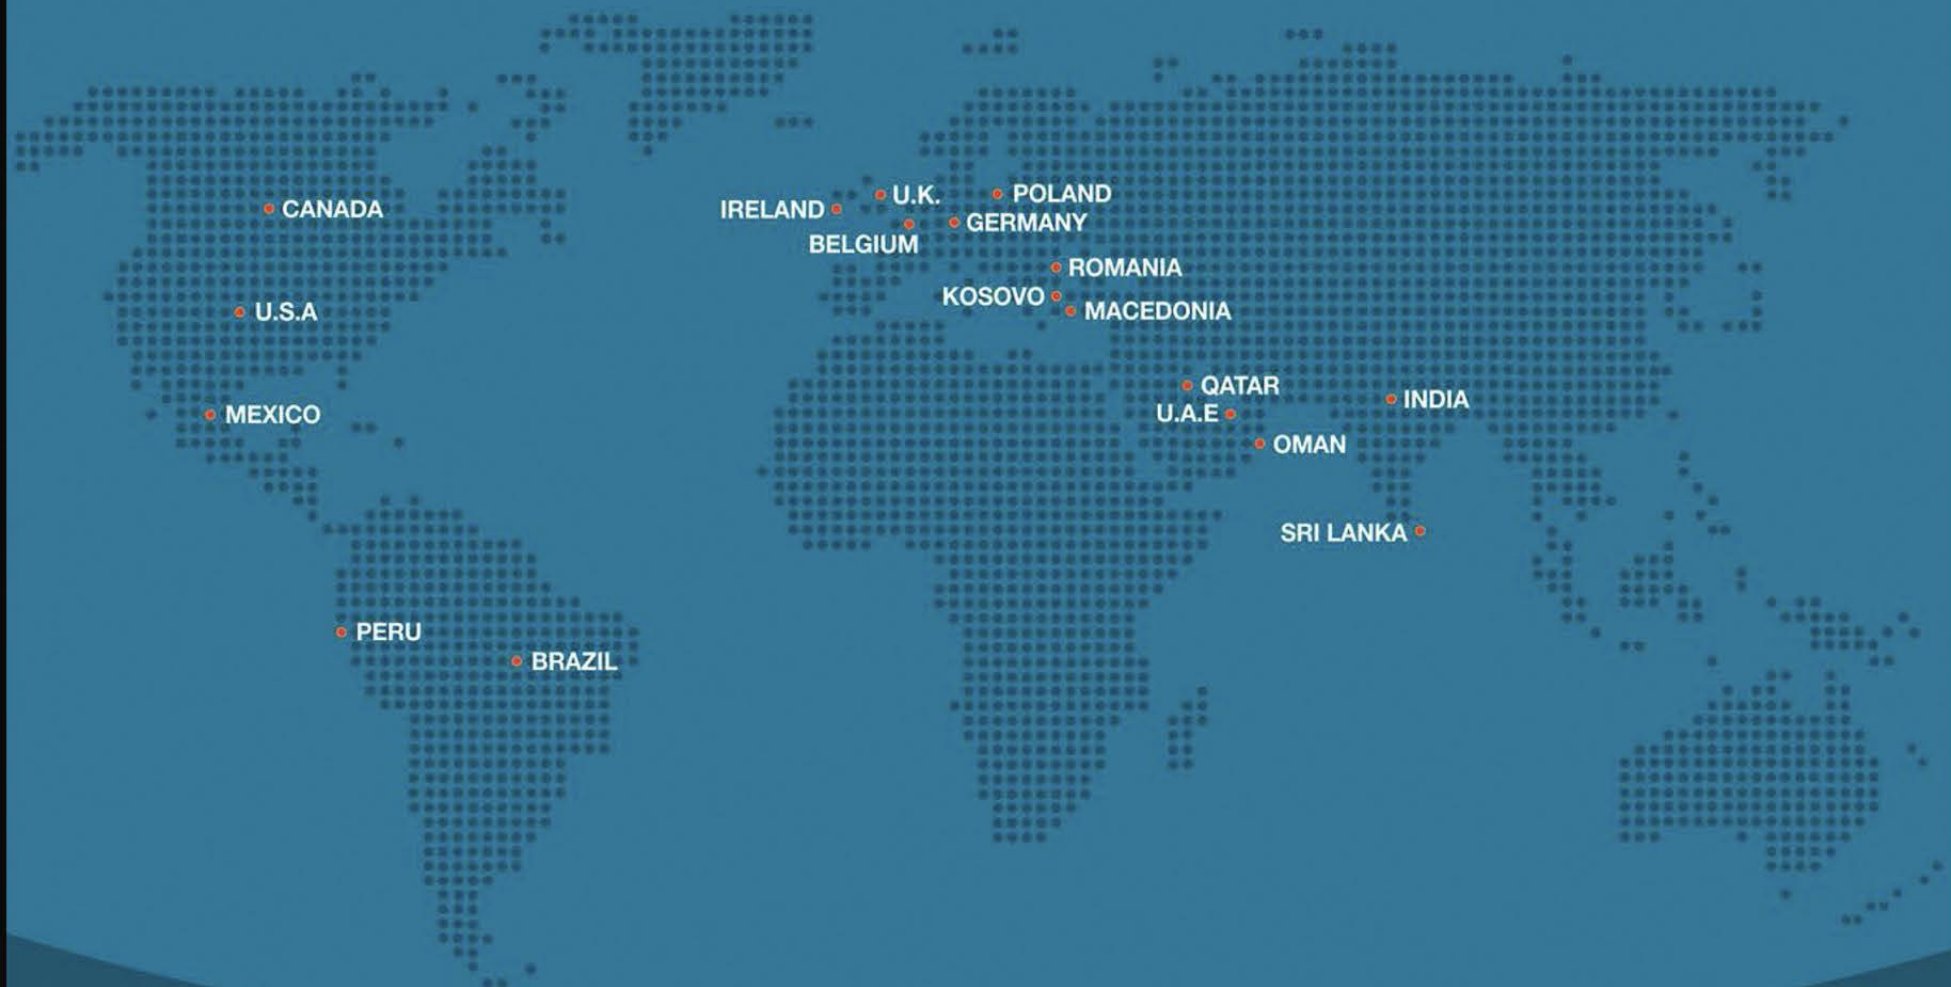 U.K.
POLAND
CANADA
IRELAND
GERMANY
BELGIUM
ROMANIA
KOSOVO
U.S.A
MACEDONIA
QATAR
INDIA
MEXICO
U.A.E
OMAN
SRI LANKA
PERU
BRAZIL